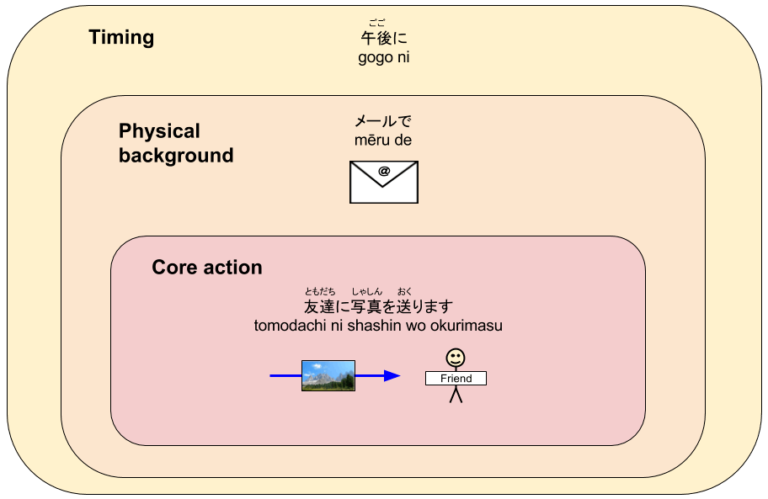 Timing
ごご
午後に
gogo ni
Physical
background
メールで
mēru de
@
Core action
ともだち しゃしん おく
友達に写真を送ります
tomodachi ni shashin wo okurimasu
Friend